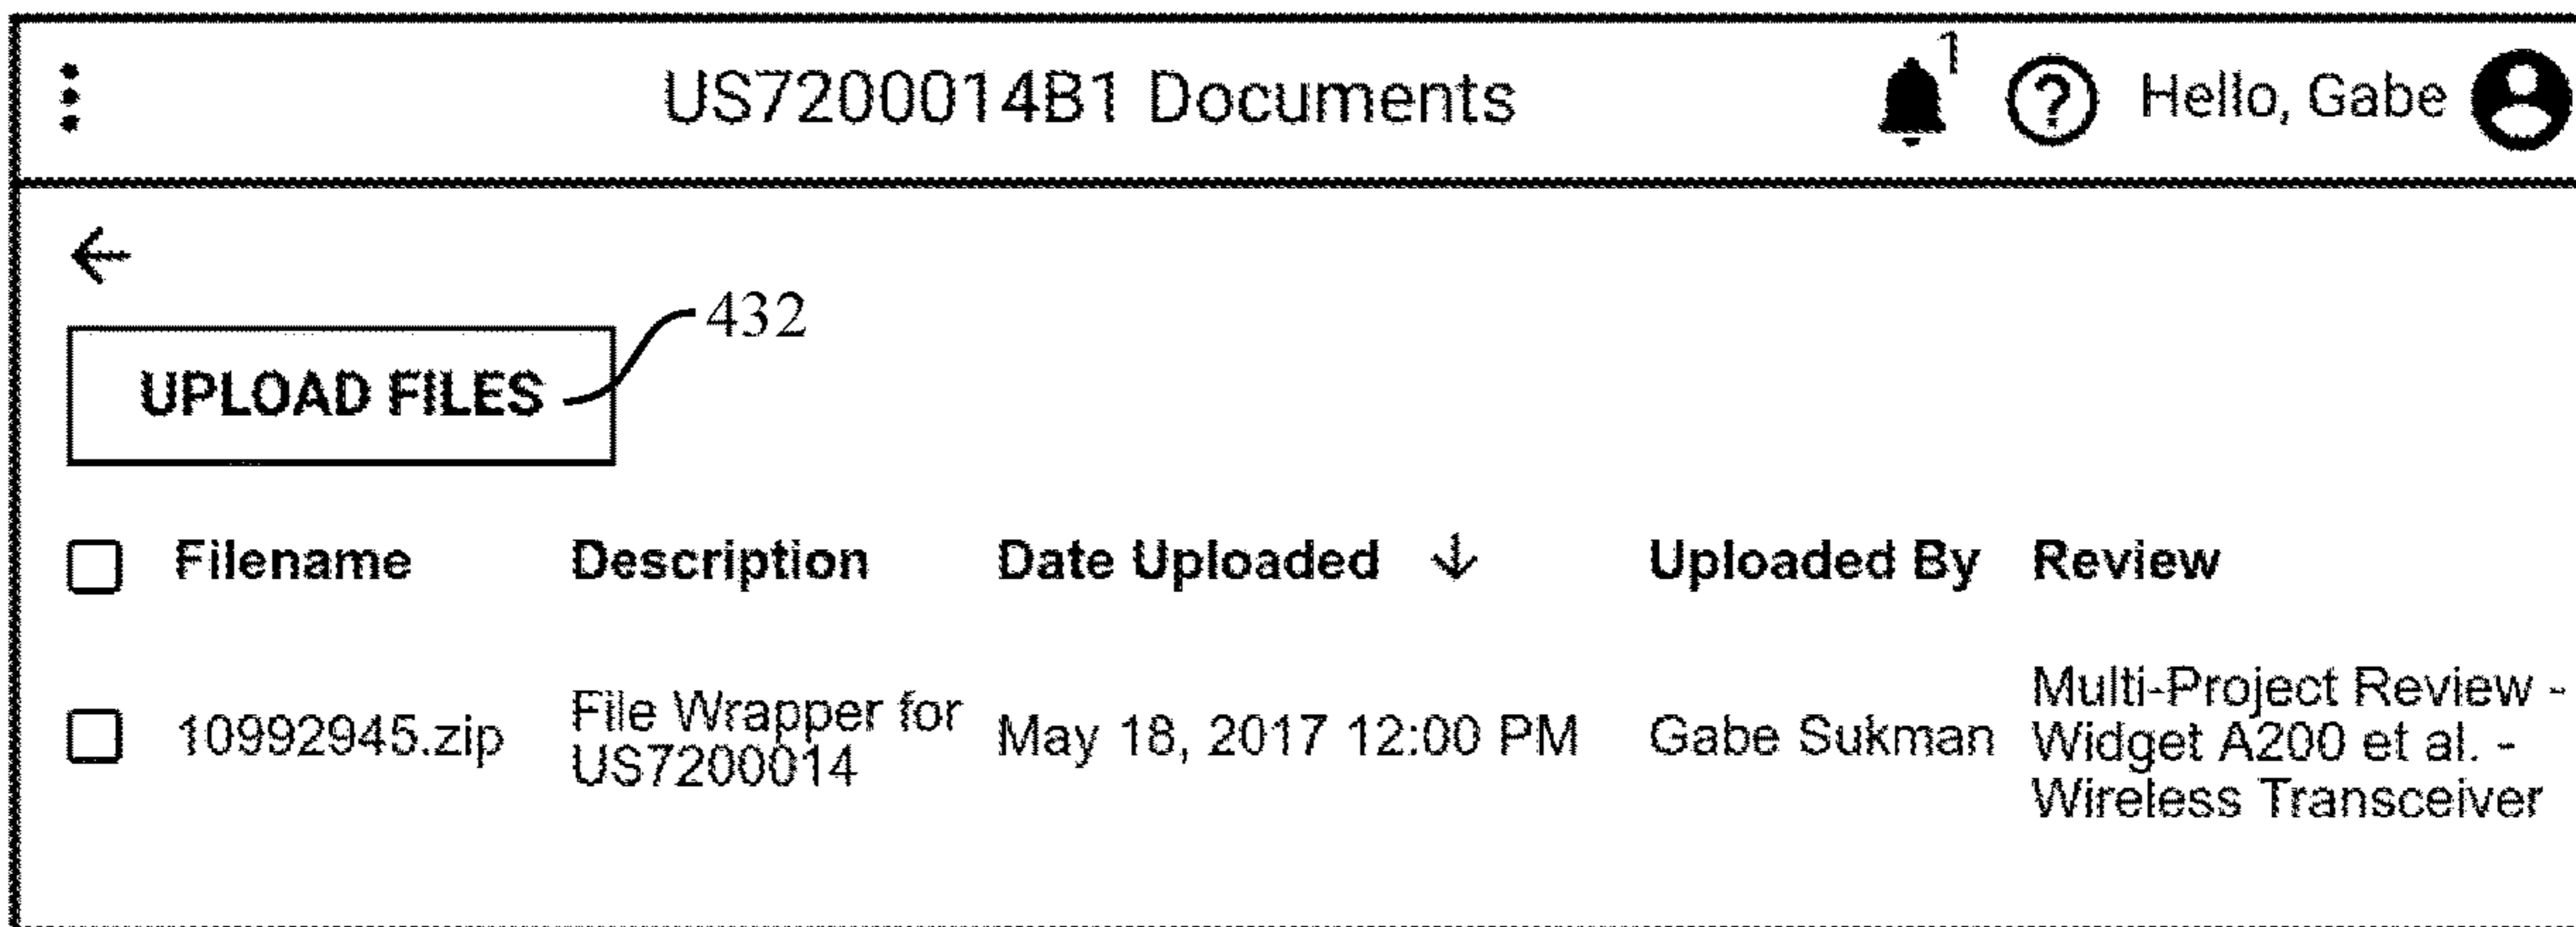 US7200014B1 Documents 1 ? Hello, Gabe
432
UPLOAD FILES
Filename Description Date Uploaded ↓ Uploaded By Review
10992945.zip File Wrapper for US7200014 May 18, 2017 12:00 PM Gabe Sukman Multi-Project Review - Widget A200 et al. - Wireless Transceiver